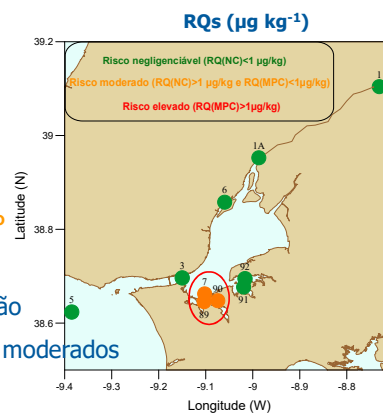 RQs (µg kg⁻¹)
39.2
Risco negligenciável (RQ(NC)<1 µg/kg)
Risco moderado (RQ(NC)>1 µg/kg e RQ(MPC)<1µg/kg)
Risco elevado (RQ(MPC)>1µg/kg)
1
39
1A
Latitude (N)
6
38.8
o
3
92
7
90
ão
5
89
91
38.6
moderados
-9.4
-9.3
-9.2
-9.1
-9
-8.9
-8.8
Longitude (W)